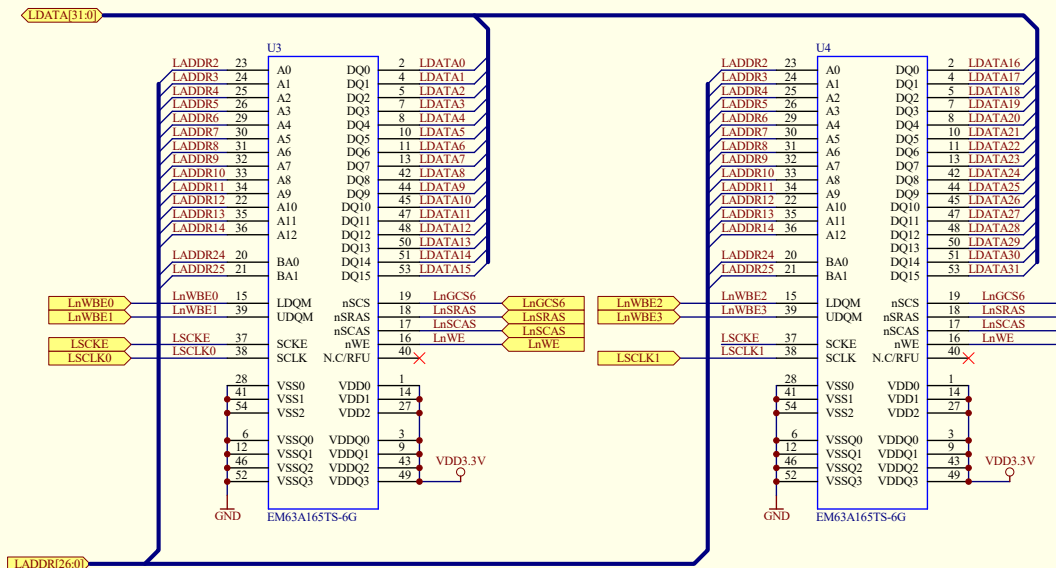 LDATA[31:0]
U3
LADDR2 23 A0 DQ0 2 LDATA0
LADDR3 24 A1 DQ1 4 LDATA1
LADDR4 25 A2 DQ2 5 LDATA2
LADDR5 26 A3 DQ3 7 LDATA3
LADDR6 29 A4 DQ4 8 LDATA4
LADDR7 30 A5 DQ5 10 LDATA5
LADDR8 31 A6 DQ6 11 LDATA6
LADDR9 32 A7 DQ7 13 LDATA7
LADDR10 33 A8 DQ8 42 LDATA8
LADDR11 34 A9 DQ9 44 LDATA9
LADDR12 22 A10 DQ10 45 LDATA10
LADDR13 35 A11 DQ11 47 LDATA11
LADDR14 36 A12 DQ12 48 LDATA12
DQ13 50 LDATA13
LADDR24 20 BA0 DQ14 51 LDATA14
LADDR25 21 BA1 DQ15 53 LDATA15
LnWBE0 LnWBE0 15 LDQM nSCS 19 LnGCS6 LnGCS6
LnWBE1 LnWBE1 39 UDQM nSRAS 18 LnSRAS LnSRAS
nSCAS 17 LnSCAS LnSCAS
LSCKE LSCKE 37 SCKE nWE 16 LnWE LnWE
LSCLK0 LSCLK0 38 SCLK N.C/RFU 40
28 VSS0 VDD0 1
41 VSS1 VDD1 14
54 VSS2 VDD2 27
6 VSSQ0 VDDQ0 3
12 VSSQ1 VDDQ1 9
46 VSSQ2 VDDQ2 43 VDD3.3V
52 VSSQ3 VDDQ3 49
GND
EM63A165TS-6G
U4
LADDR2 23 A0 DQ0 2 LDATA16
LADDR3 24 A1 DQ1 4 LDATA17
LADDR4 25 A2 DQ2 5 LDATA18
LADDR5 26 A3 DQ3 7 LDATA19
LADDR6 29 A4 DQ4 8 LDATA20
LADDR7 30 A5 DQ5 10 LDATA21
LADDR8 31 A6 DQ6 11 LDATA22
LADDR9 32 A7 DQ7 13 LDATA23
LADDR10 33 A8 DQ8 42 LDATA24
LADDR11 34 A9 DQ9 44 LDATA25
LADDR12 22 A10 DQ10 45 LDATA26
LADDR13 35 A11 DQ11 47 LDATA27
LADDR14 36 A12 DQ12 48 LDATA28
DQ13 50 LDATA29
LADDR24 20 BA0 DQ14 51 LDATA30
LADDR25 21 BA1 DQ15 53 LDATA31
LnWBE2 LnWBE2 15 LDQM nSCS 19 LnGCS6
LnWBE3 LnWBE3 39 UDQM nSRAS 18 LnSRAS
nSCAS 17 LnSCAS
LSCKE 37 SCKE nWE 16 LnWE
LSCLK1 LSCLK1 38 SCLK N.C/RFU 40
28 VSS0 VDD0 1
41 VSS1 VDD1 14
54 VSS2 VDD2 27
6 VSSQ0 VDDQ0 3
12 VSSQ1 VDDQ1 9
46 VSSQ2 VDDQ2 43 VDD3.3V
52 VSSQ3 VDDQ3 49
GND
EM63A165TS-6G
LADDR[26:0]